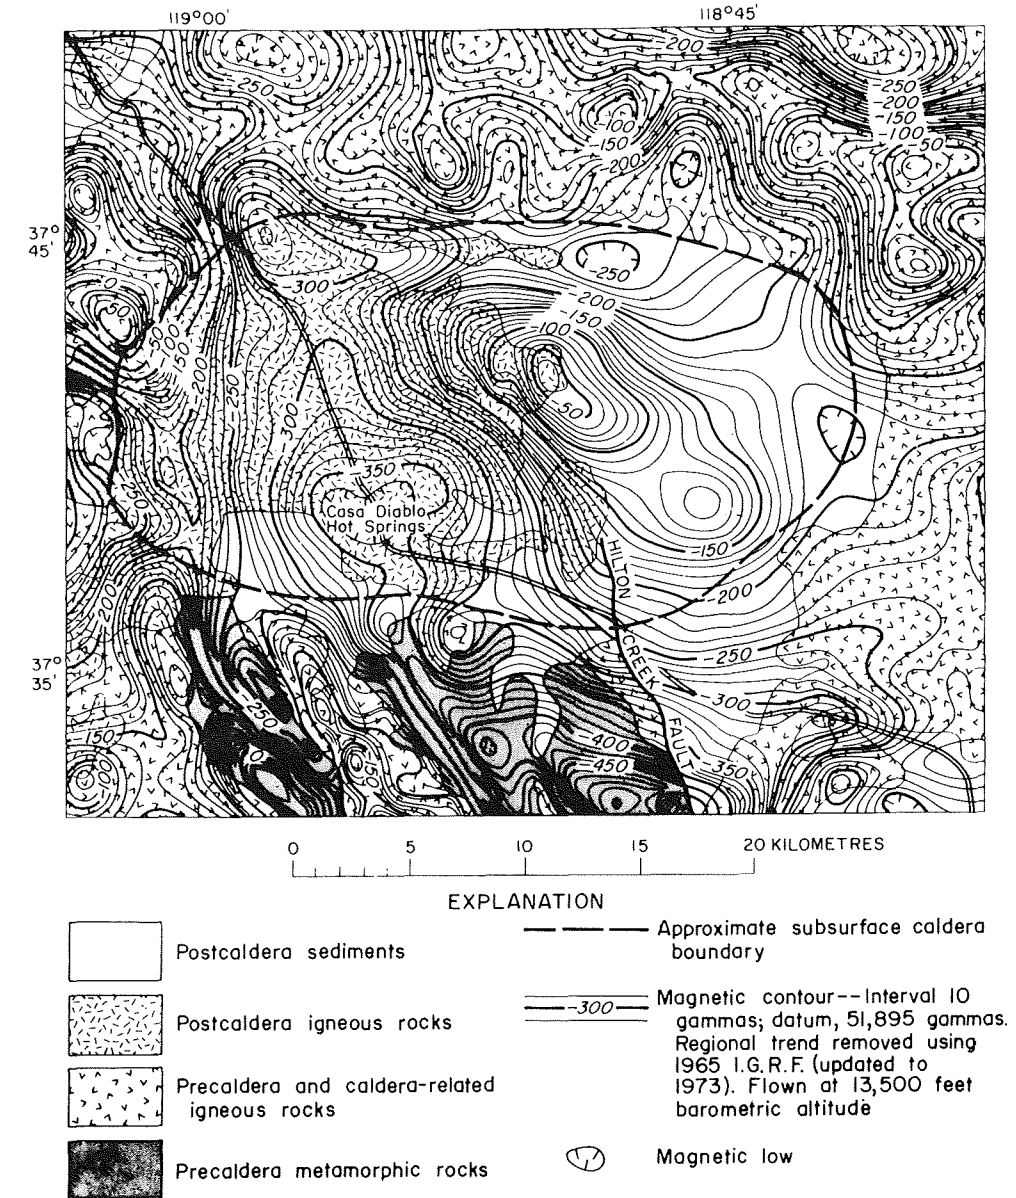 119°00'
118°45'
-200
-250
-250
-200
-150
-100
-50
-100
-150
-200
37°
45'
-250
-300
-200
-150
-100
50
-200
-250
-300
-50
-350
Casa Diablo
Hot Springs
-150
HILTON
-200
-200
CREEK
-250
37°
35'
-300
-250
FAULT
-150
-400
-450
-350
0 5 10 15 20 KILOMETRES
EXPLANATION
Postcaldera sediments
Postcaldera igneous rocks
Precaldera and caldera-related
igneous rocks
Precaldera metamorphic rocks
Approximate subsurface caldera
boundary
-300
Magnetic contour--Interval 10
gammas; datum, 51,895 gammas.
Regional trend removed using
1965 I.G.R.F. (updated to
1973). Flown at 13,500 feet
barometric altitude
Magnetic low